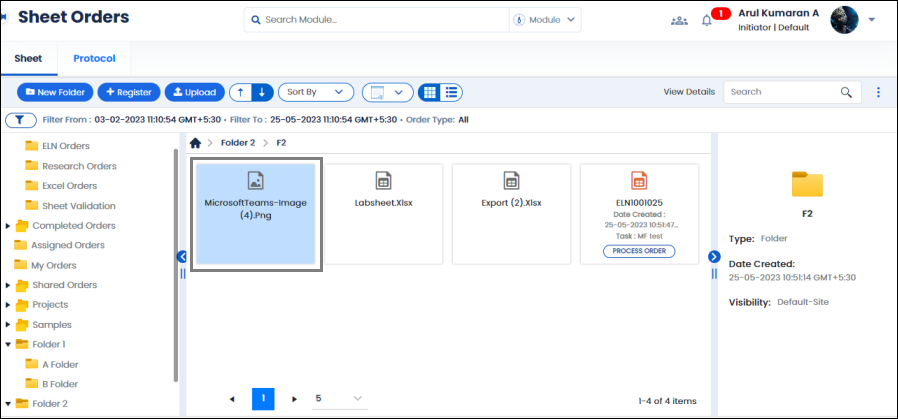 Sheet Orders
Search Module...
Module
1
Arul Kumaran A
Initiator | Default
Sheet
Protocol
New Folder
Register
Upload
Sort By
View Details
Search
Filter From : 03-02-2023 11:10:54 GMT+5:30 • Filter To : 25-05-2023 11:10:54 GMT+5:30 • Order Type: All
ELN Orders
Research Orders
Excel Orders
Sheet Validation
Completed Orders
Assigned Orders
My Orders
Shared Orders
Projects
Samples
Folder 1
A Folder
B Folder
Folder 2
Folder 2 > F2
MicrosoftTeams-Image
(4).Png
Labsheet.Xlsx
Export (2).Xlsx
ELN1001025
Date Created :
25-05-2023 10:51:47...
Task : MF test
PROCESS ORDER
1
5
1-4 of 4 items
F2
Type: Folder
Date Created:
25-05-2023 10:51:14 GMT+5:30
Visibility: Default-Site